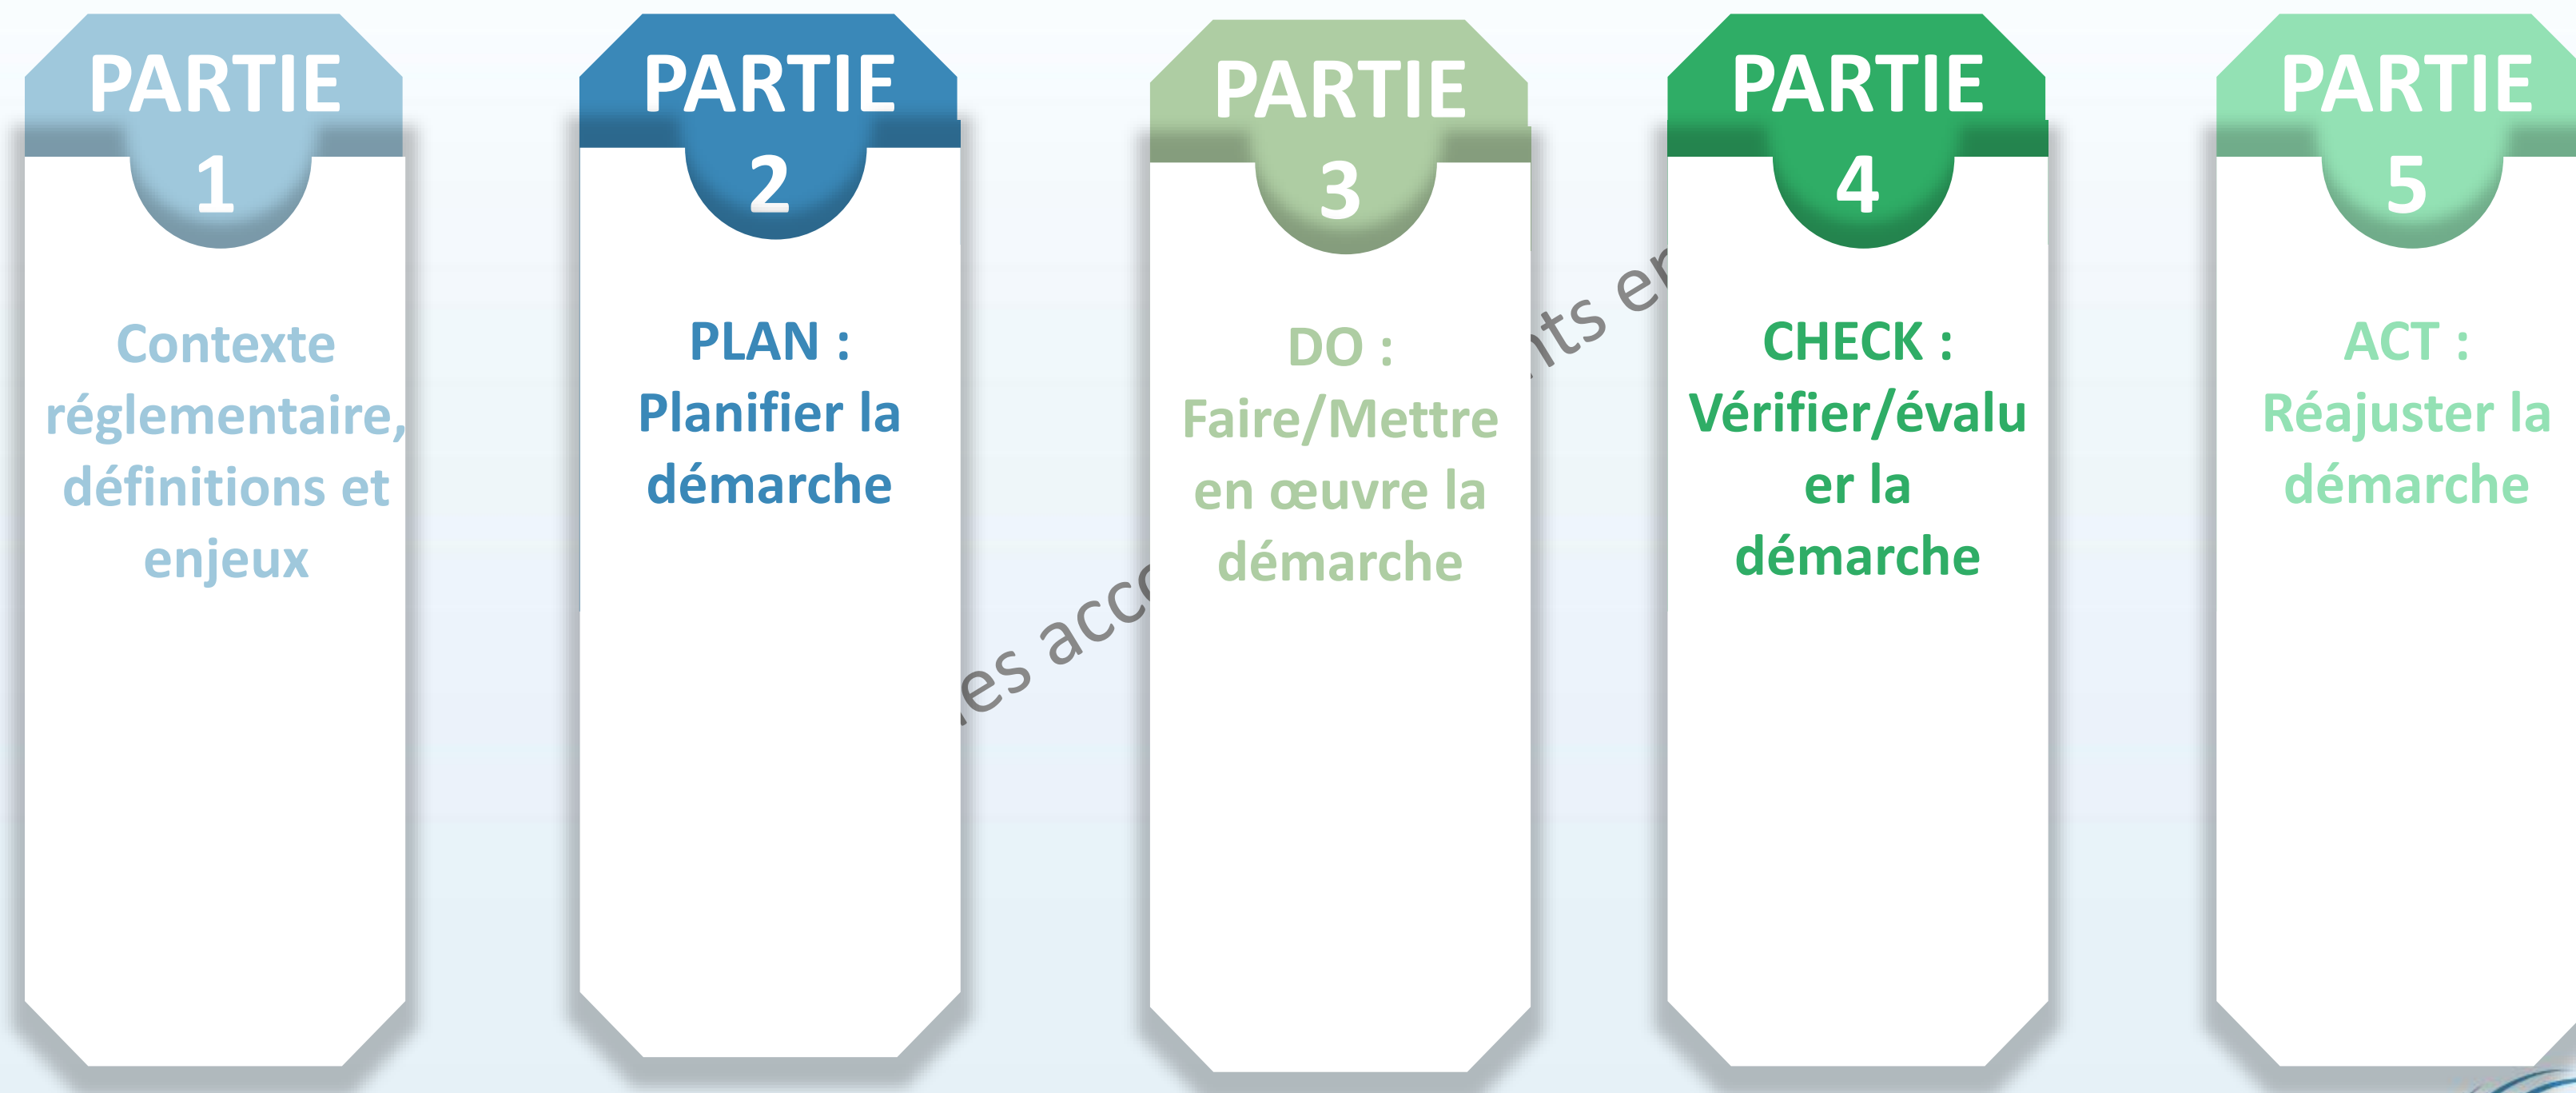 PARTIE
1
Contexte
réglementaire,
définitions et
enjeux
PARTIE
2
PLAN :
Planifier la
démarche
PARTIE
3
DO :
Faire/Mettre
en œuvre la
démarche
PARTIE
4
CHECK :
Vérifier/évalu
er la
démarche
PARTIE
5
ACT :
Réajuster la
démarche